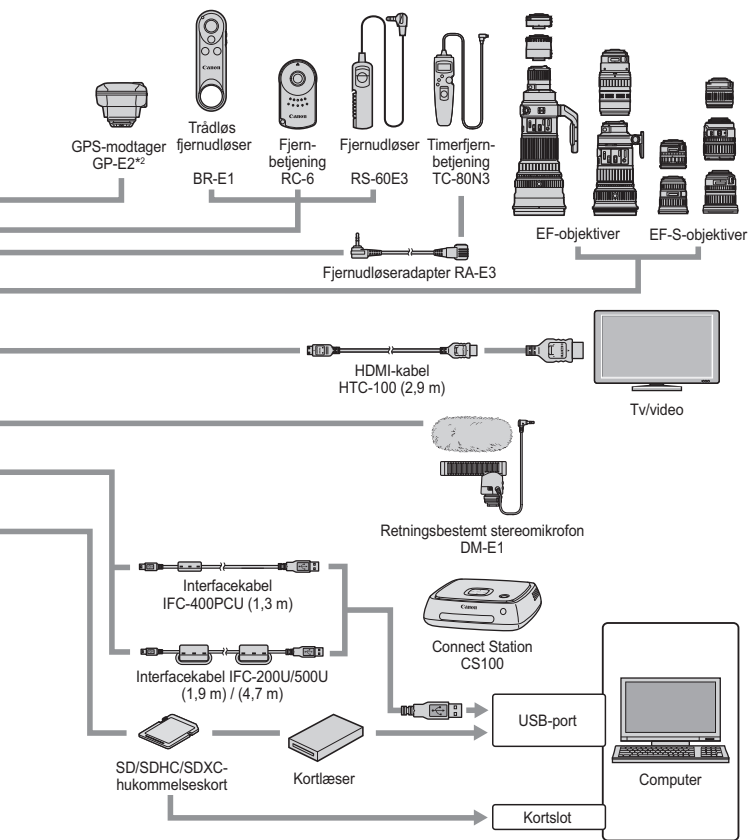 Canon
Canon
GPS-modtager
GP-E2*2
Trådløs
fjernudløser
BR-E1
Fjern-
betjening
RC-6
Fjernudløser
RS-60E3
Timerfjern-
betjening
TC-80N3
EF-objektiver
EF-S-objektiver
Fjernudløseradapter RA-E3
HDMI-kabel
HTC-100 (2,9 m)
Tv/video
Retningsbestemt stereomikrofon
DM-E1
Interfacekabel
IFC-400PCU (1,3 m)
Canon
Connect Station
CS100
Interfacekabel IFC-200U/500U
(1,9 m) / (4,7 m)
USB-port
Computer
SD/SDHC/SDXC-
hukommelseskort
Kortlæser
Kortslot